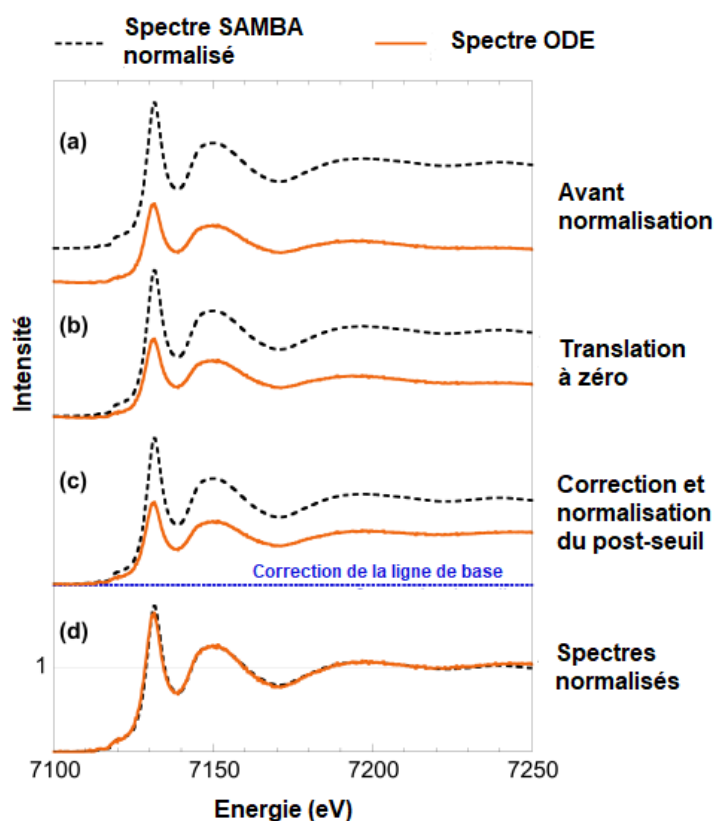 Spectre SAMBA
normalisé
Spectre ODE
(a)
Avant
normalisation
(b)
Translation
à zéro
Intensité
(c)
Correction et
normalisation
du post-seuil
Correction de la ligne de base
(d)
1
Spectres
normalisés
7100 7150 7200 7250
Energie (eV)